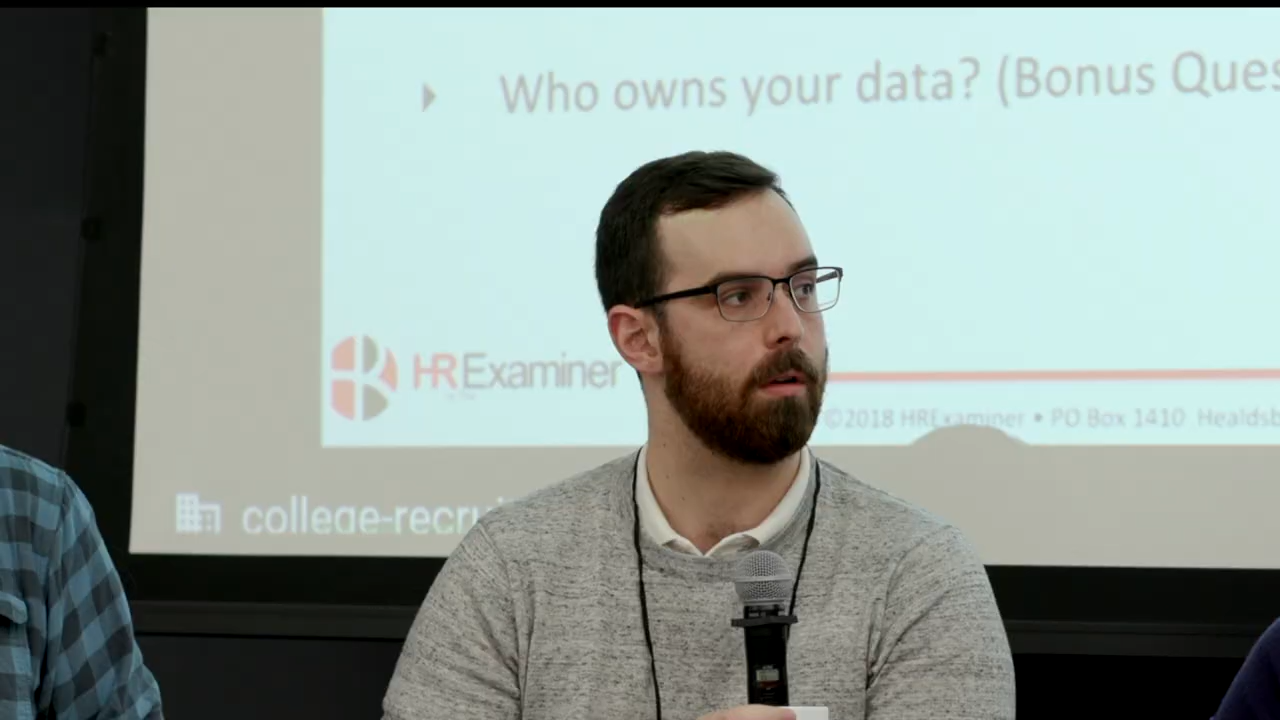 Who owns your data? (Bonus Ques
HRExaminer
©2018 HRExaminer • PO Box 1410 Healdsb
college-recrui